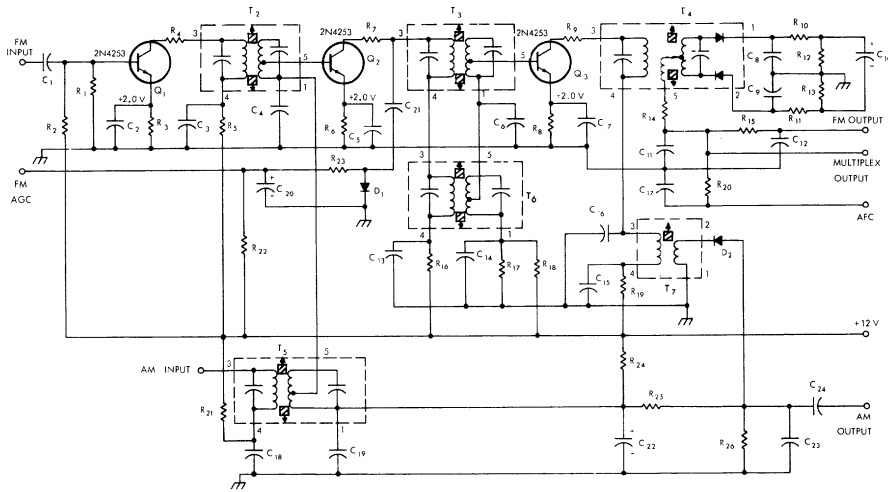 FM INPUT
C1
R1
R2
2N4253
Q1
R4
+2.0 V
C2
R3
C3
R5
T2
3
5
4
1
C4
2N4253
Q2
R7
+2.0 V
R6
C5
C21
T3
3
5
4
1
C6
2N4253
Q3
R9
+2.0 V
R8
C7
T4
3
1
4
5
2
R10
C8
R12
C9
R13
R11
R14
R15
FM OUTPUT
C11
C12
MULTIPLEX OUTPUT
C17
R20
AFC
FM AGC
R23
C20
D1
R22
3
5
T6
4
1
C13
R16
C14
R17
R18
3
2
D2
4
1
T7
C15
R19
+12 V
T5
AM INPUT
3
5
4
1
R21
C18
C19
R24
R25
C22
R26
C23
C24
AM OUTPUT